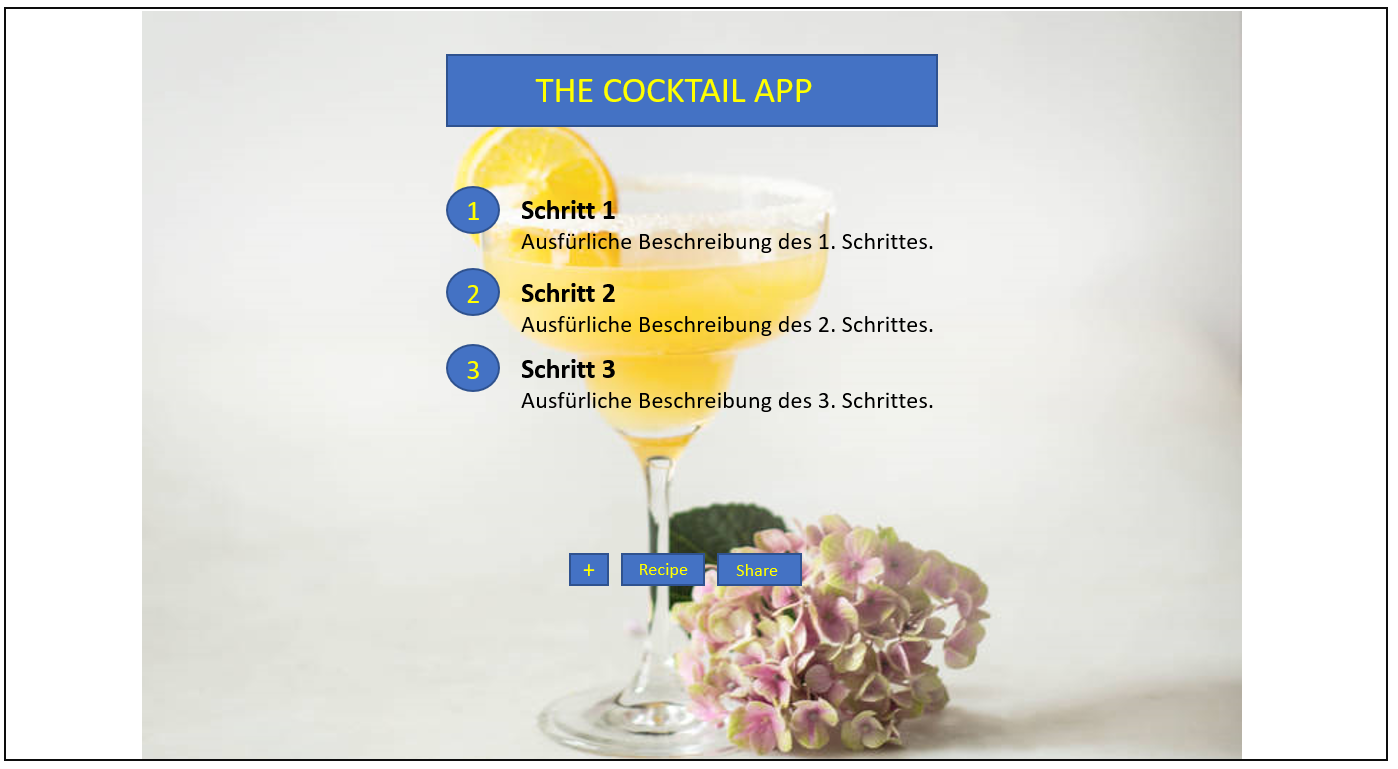 THE COCKTAIL APP
1 Schritt 1
Ausfürliche Beschreibung des 1. Schrittes.
2 Schritt 2
Ausfürliche Beschreibung des 2. Schrittes.
3 Schritt 3
Ausfürliche Beschreibung des 3. Schrittes.
+ Recipe Share